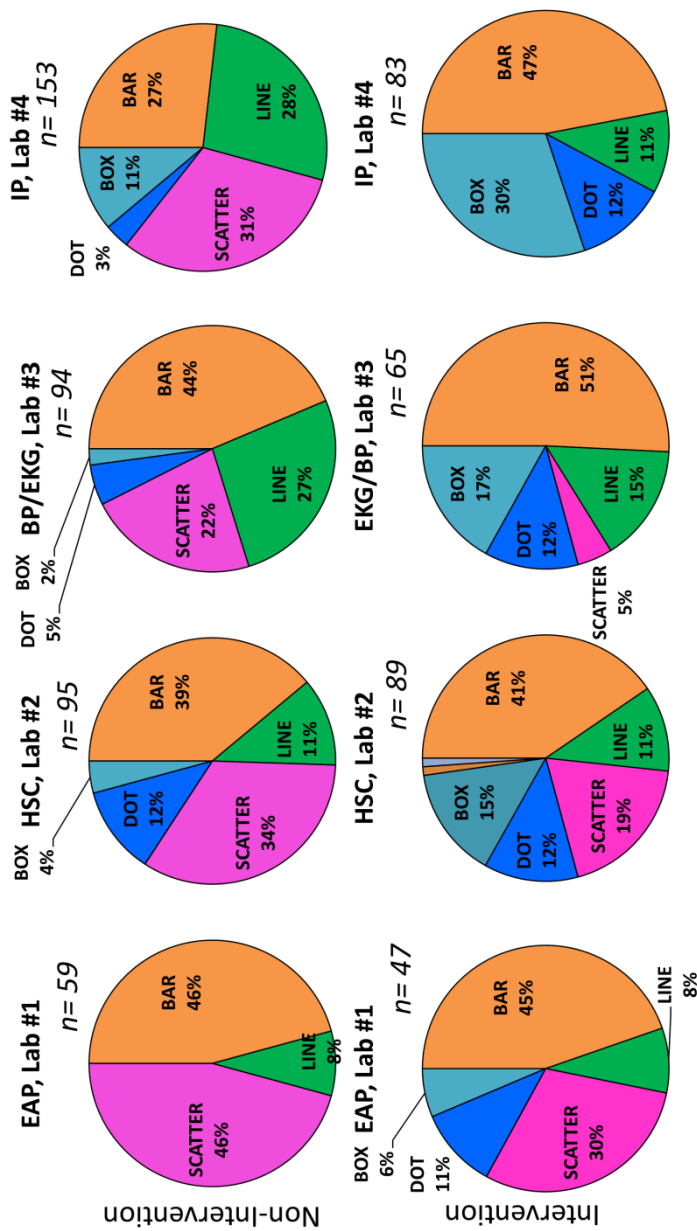 Non-Intervention
EAP, Lab #1
n= 59
BAR
46%
LINE
8%
SCATTER
46%
HSC, Lab #2
n= 95
BAR
39%
LINE
11%
SCATTER
34%
DOT
12%
BOX
4%
BP/EKG, Lab #3
n= 94
BAR
44%
LINE
27%
SCATTER
22%
DOT
5%
BOX
2%
IP, Lab #4
n= 153
BAR
27%
LINE
28%
SCATTER
31%
DOT
3%
BOX
11%
Intervention
EAP, Lab #1
n= 47
BAR
45%
LINE
8%
SCATTER
30%
DOT
11%
BOX
6%
HSC, Lab #2
n= 89
BAR
41%
LINE
11%
SCATTER
19%
DOT
12%
BOX
15%
EKG/BP, Lab #3
n= 65
BAR
51%
LINE
15%
SCATTER
5%
DOT
12%
BOX
17%
IP, Lab #4
n= 83
BAR
47%
LINE
11%
DOT
12%
BOX
30%